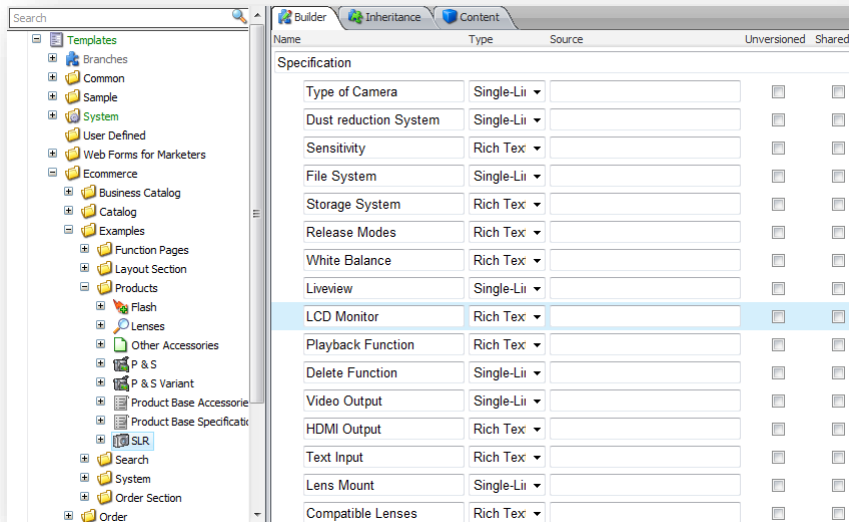 Search
Templates
Branches
Common
Sample
System
User Defined
Web Forms for Marketers
Ecommerce
Business Catalog
Catalog
Examples
Function Pages
Layout Section
Products
Flash
Lenses
Other Accessories
P & S
P & S Variant
Product Base Accessorie
Product Base Specificatio
SLR
Search
System
Order Section
Order
Builder Inheritance Content
Name Type Source Unversioned Shared
Specification
Type of Camera Single-Lin
Dust reduction System Single-Lin
Sensitivity Rich Tex
File System Single-Lin
Storage System Rich Tex
Release Modes Rich Tex
White Balance Rich Tex
Liveview Single-Lin
LCD Monitor Rich Tex
Playback Function Rich Tex
Delete Function Single-Lin
Video Output Single-Lin
HDMI Output Rich Tex
Text Input Rich Tex
Lens Mount Single-Lin
Compatible Lenses Rich Tex